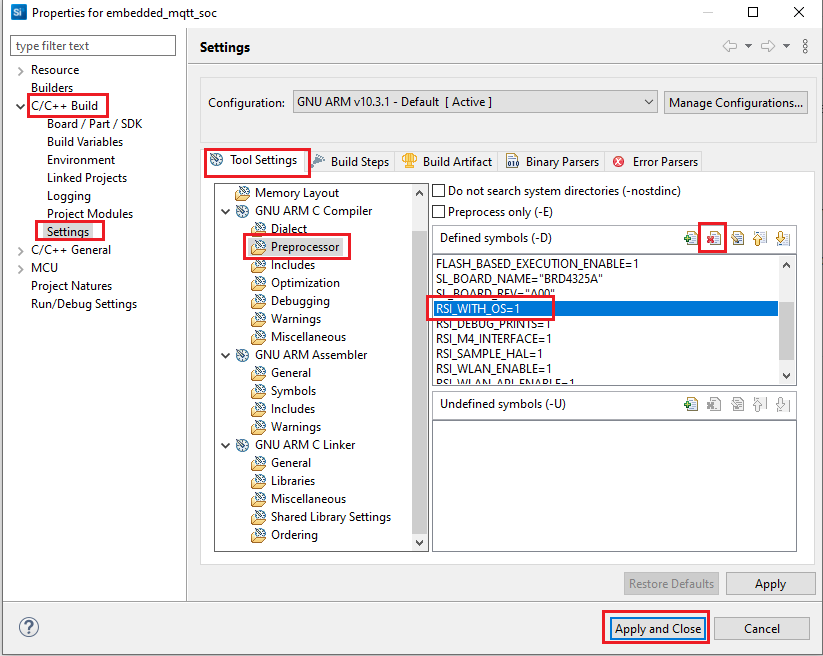 Si Properties for embedded_mqtt_soc
type filter text
Resource
Builders
C/C++ Build
Board / Part / SDK
Build Variables
Environment
Linked Projects
Logging
Project Modules
Settings
C/C++ General
MCU
Project Natures
Run/Debug Settings
Settings
Configuration: GNU ARM v10.3.1 - Default [ Active ] Manage Configurations...
Tool Settings Build Steps Build Artifact Binary Parsers Error Parsers
Memory Layout
GNU ARM C Compiler
Dialect
Preprocessor
Includes
Optimization
Debugging
Warnings
Miscellaneous
GNU ARM Assembler
General
Symbols
Includes
Warnings
GNU ARM C Linker
General
Libraries
Miscellaneous
Shared Library Settings
Ordering
Do not search system directories (-nostdinc)
Preprocess only (-E)
Defined symbols (-D)
FLASH_BASED_EXECUTION_ENABLE=1
SL_BOARD_NAME="BRD4325A"
SL_BOARD_REV="A00"
RSI_WITH_OS=1
RSI_DEBUG_PRINTS=1
RSI_M4_INTERFACE=1
RSI_SAMPLE_HAL=1
RSI_WLAN_ENABLE=1
RSI_WLAN_API_ENABLE=1
Undefined symbols (-U)
Restore Defaults Apply
? Apply and Close Cancel